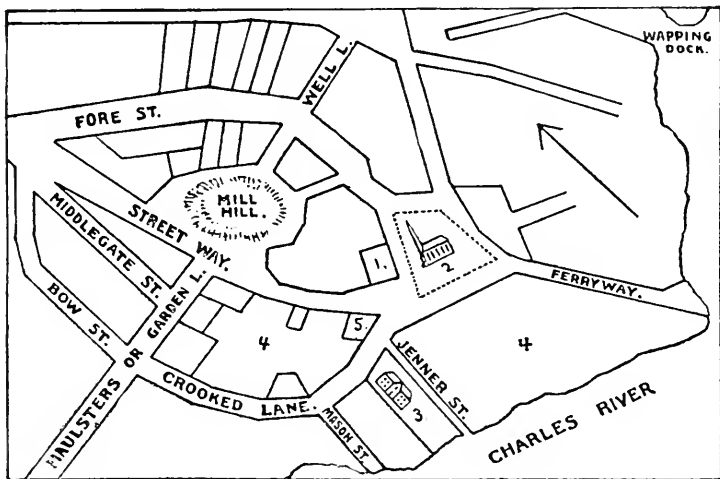 WAPPING
DOCK.
WELL L.
FORE ST.
MILL
HILL.
STREET WAY.
MIDDLEGATE ST.
1.
2
FERRYWAY.
BOW ST.
HAULSTERS OR GARDEN L.
4
5.
4
JENNER ST.
CROOKED LANE.
3
MASON ST.
CHARLES RIVER